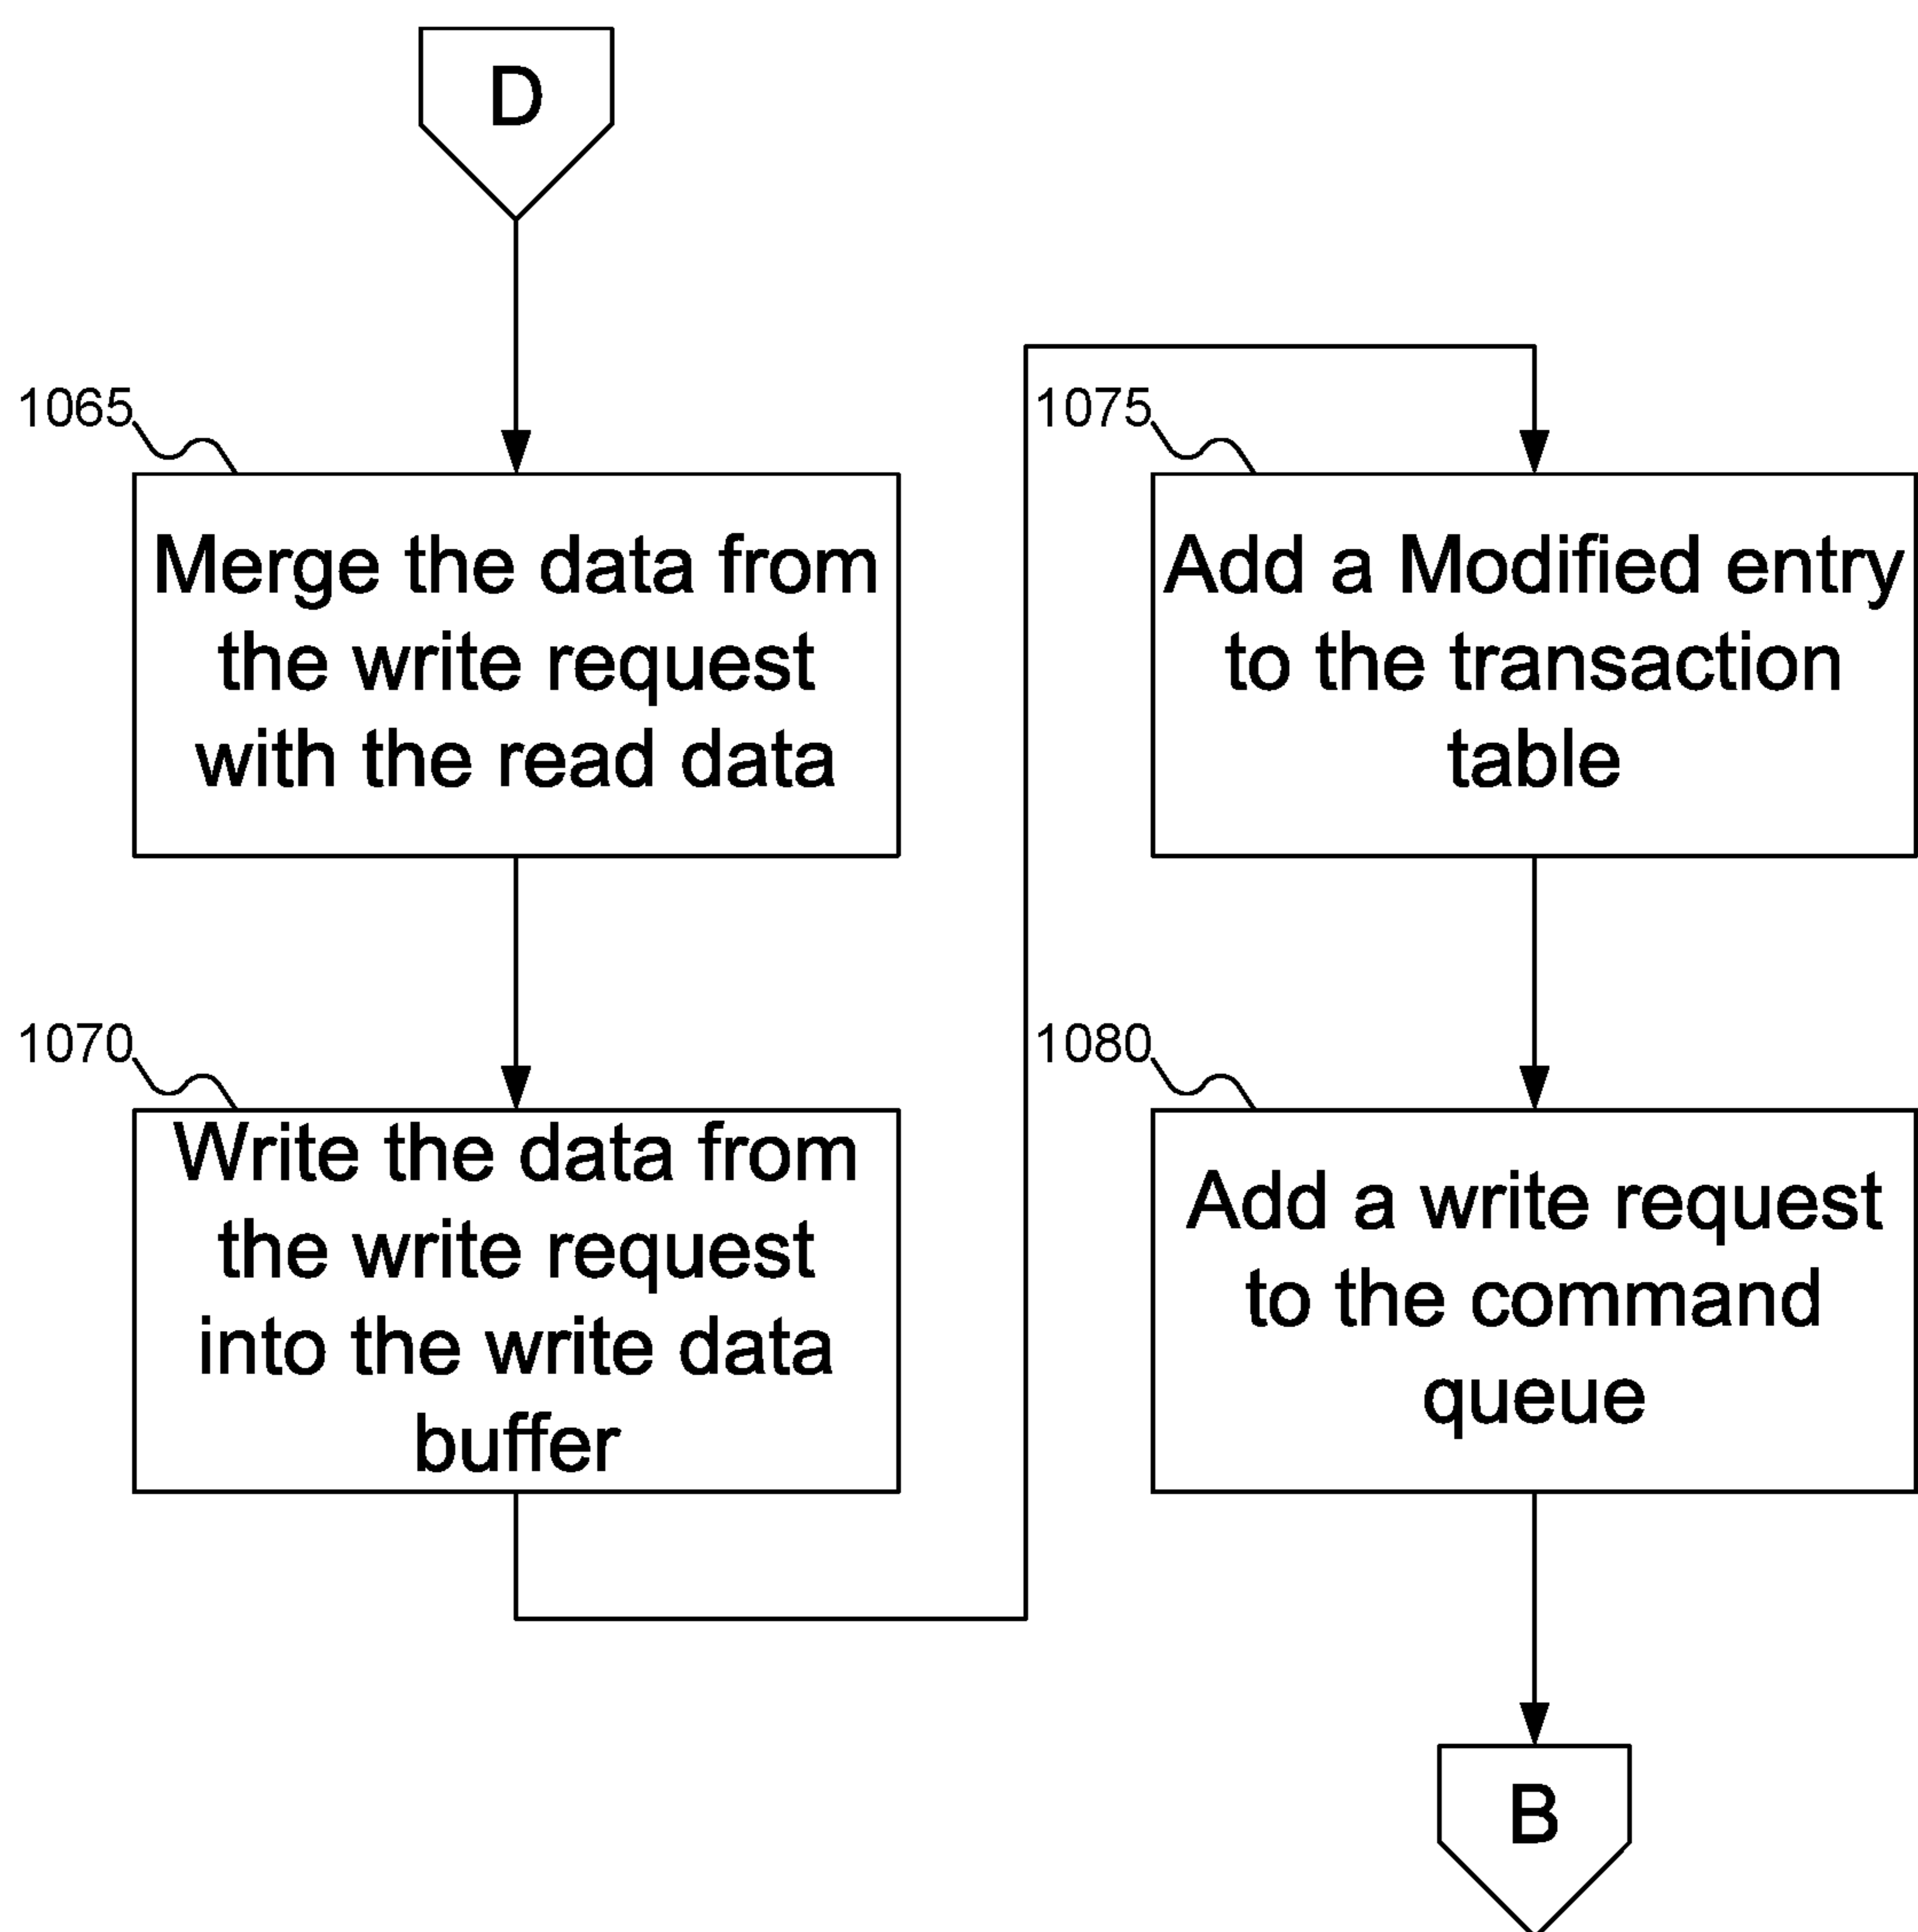 D
1065
Merge the data from
the write request
with the read data
1070
Write the data from
the write request
into the write data
buffer
1075
Add a Modified entry
to the transaction
table
1080
Add a write request
to the command
queue
B